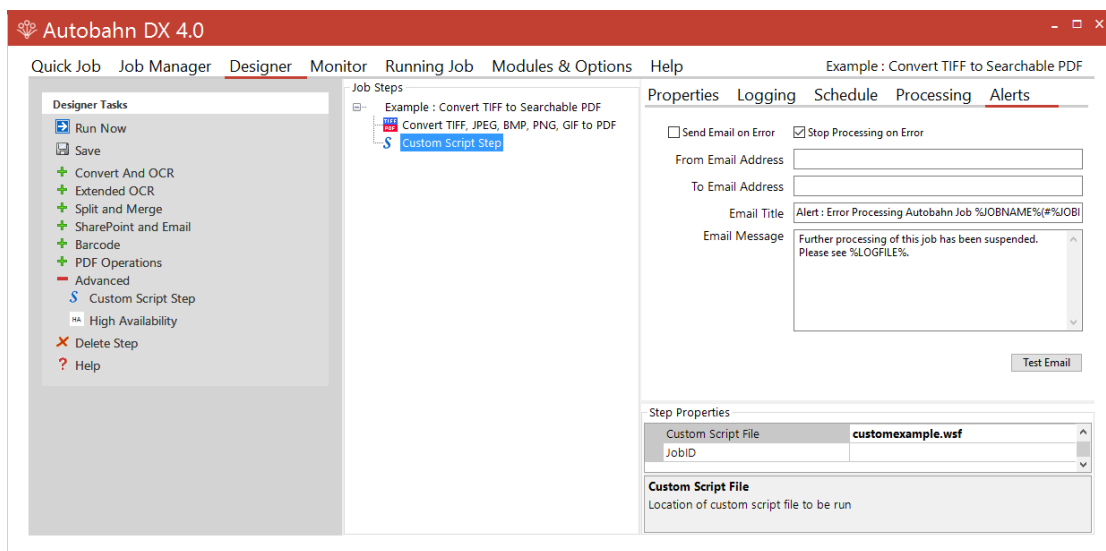 Autobahn DX 4.0
Quick Job Job Manager Designer Monitor Running Job Modules & Options Help Example : Convert TIFF to Searchable PDF
Designer Tasks
Run Now
Save
Convert And OCR
Extended OCR
Split and Merge
SharePoint and Email
Barcode
PDF Operations
Advanced
S Custom Script Step
HA High Availability
Delete Step
? Help
Job Steps
Example : Convert TIFF to Searchable PDF
TIFF PDF Convert TIFF, JPEG, BMP, PNG, GIF to PDF
S Custom Script Step
Properties Logging Schedule Processing Alerts
Send Email on Error Stop Processing on Error
From Email Address
To Email Address
Email Title Alert : Error Processing Autobahn Job %JOBNAME%(#%JOBI
Email Message Further processing of this job has been suspended.
Please see %LOGFILE%.
Test Email
Step Properties
Custom Script File customexample.wsf
JobID
Custom Script File
Location of custom script file to be run